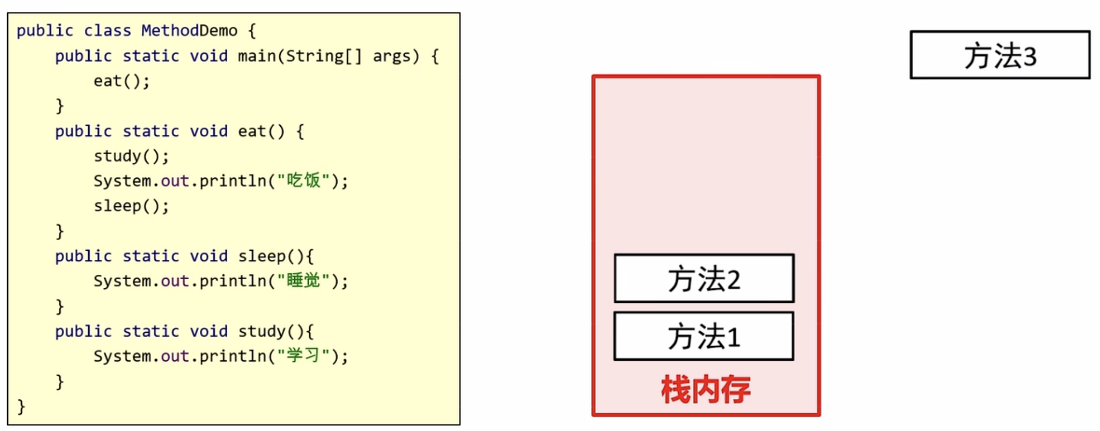 public class MethodDemo {
    public static void main(String[] args) {
        eat();
    }
    public static void eat() {
        study();
        System.out.println("吃饭");
        sleep();
    }
    public static void sleep(){
        System.out.println("睡觉");
    }
    public static void study(){
        System.out.println("学习");
    }
}
方法3
方法2
方法1
栈内存